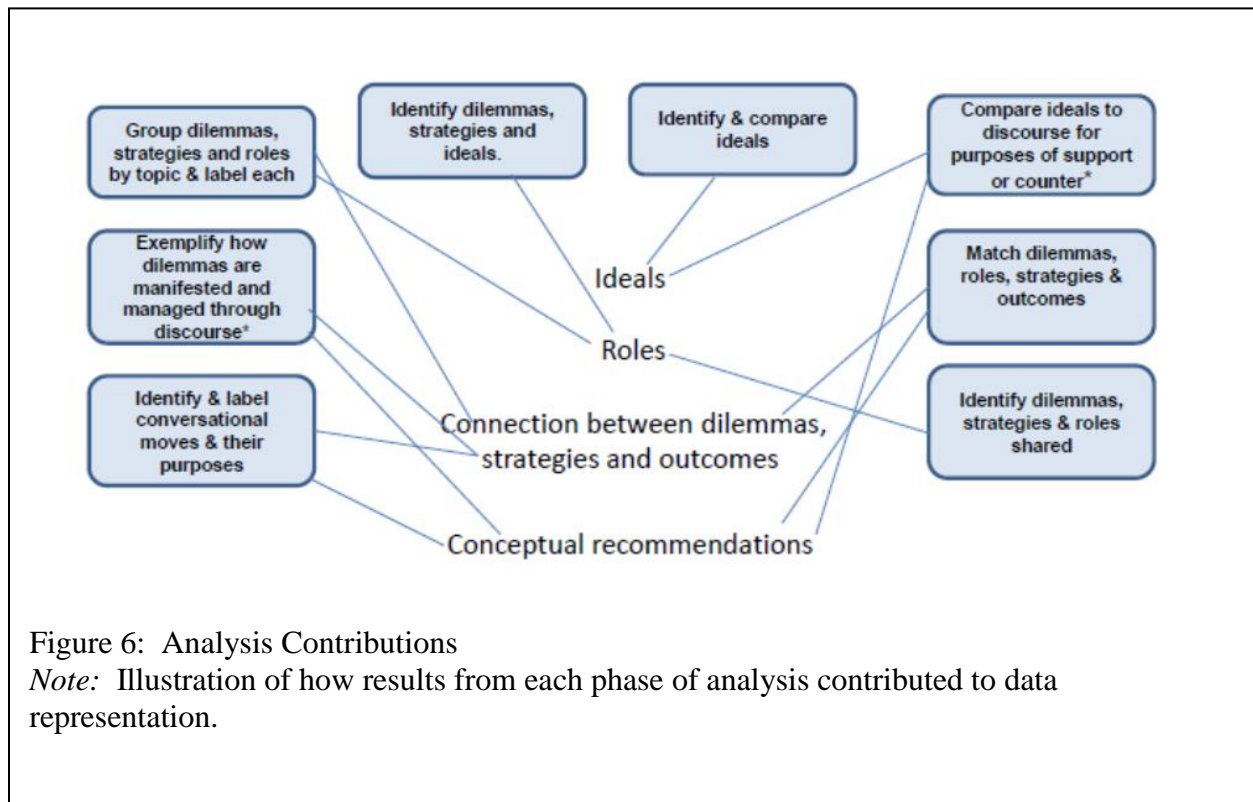 Group dilemmas,
strategies and roles
by topic & label each
Identify dilemmas,
strategies and
ideals.
Identify & compare
ideals
Compare ideals to
discourse for
purposes of support
or counter*
Exemplify how
dilemmas are
manifested and
managed through
discourse*
Match dilemmas,
roles, strategies &
outcomes
Identify & label
conversational
moves & their
purposes
Identify dilemmas,
strategies & roles
shared
Ideals
Roles
Connection between dilemmas,
strategies and outcomes
Conceptual recommendations
Figure 6: Analysis Contributions
Note: Illustration of how results from each phase of analysis contributed to data
representation.